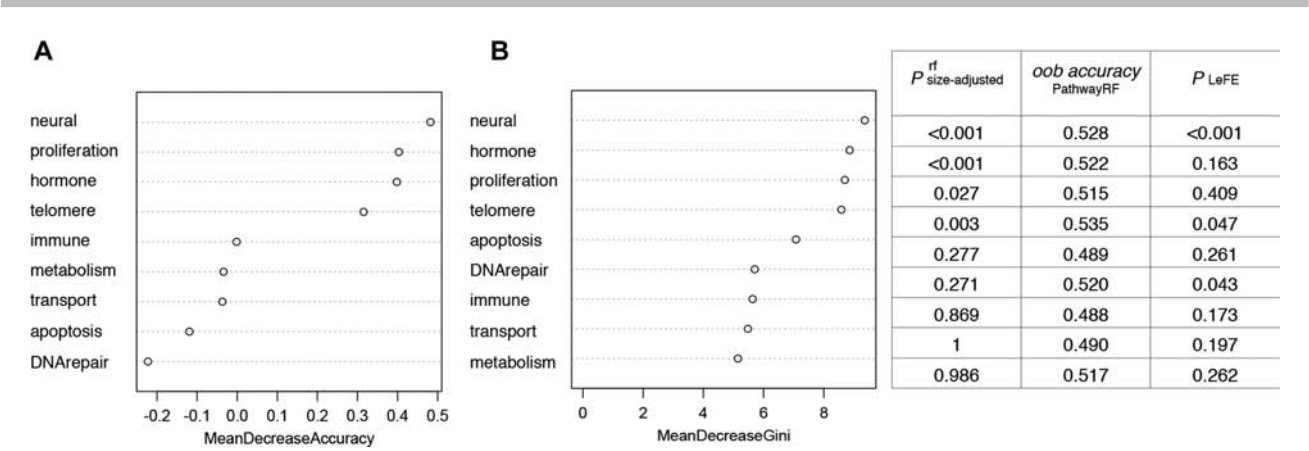 A
neural
proliferation
hormone
telomere
immune
metabolism
transport
apoptosis
DNArepair
-0.2 -0.1 0.0 0.1 0.2 0.3 0.4 0.5
MeanDecreaseAccuracy
B
neural
hormone
proliferation
telomere
apoptosis
DNArepair
immune
transport
metabolism
0 2 4 6 8
MeanDecreaseGini
P rf size-adjusted oob accuracy PathwayRF P LeFE
<0.001 0.528 <0.001
<0.001 0.522 0.163
0.027 0.515 0.409
0.003 0.535 0.047
0.277 0.489 0.261
0.271 0.520 0.043
0.869 0.488 0.173
1 0.490 0.197
0.986 0.517 0.262